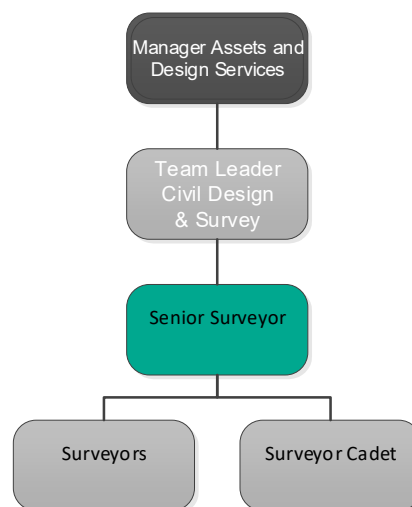 Manager Assets and
Design Services
Team Leader
Civil Design
& Survey
Senior Surveyor
Surveyors
Surveyor Cadet